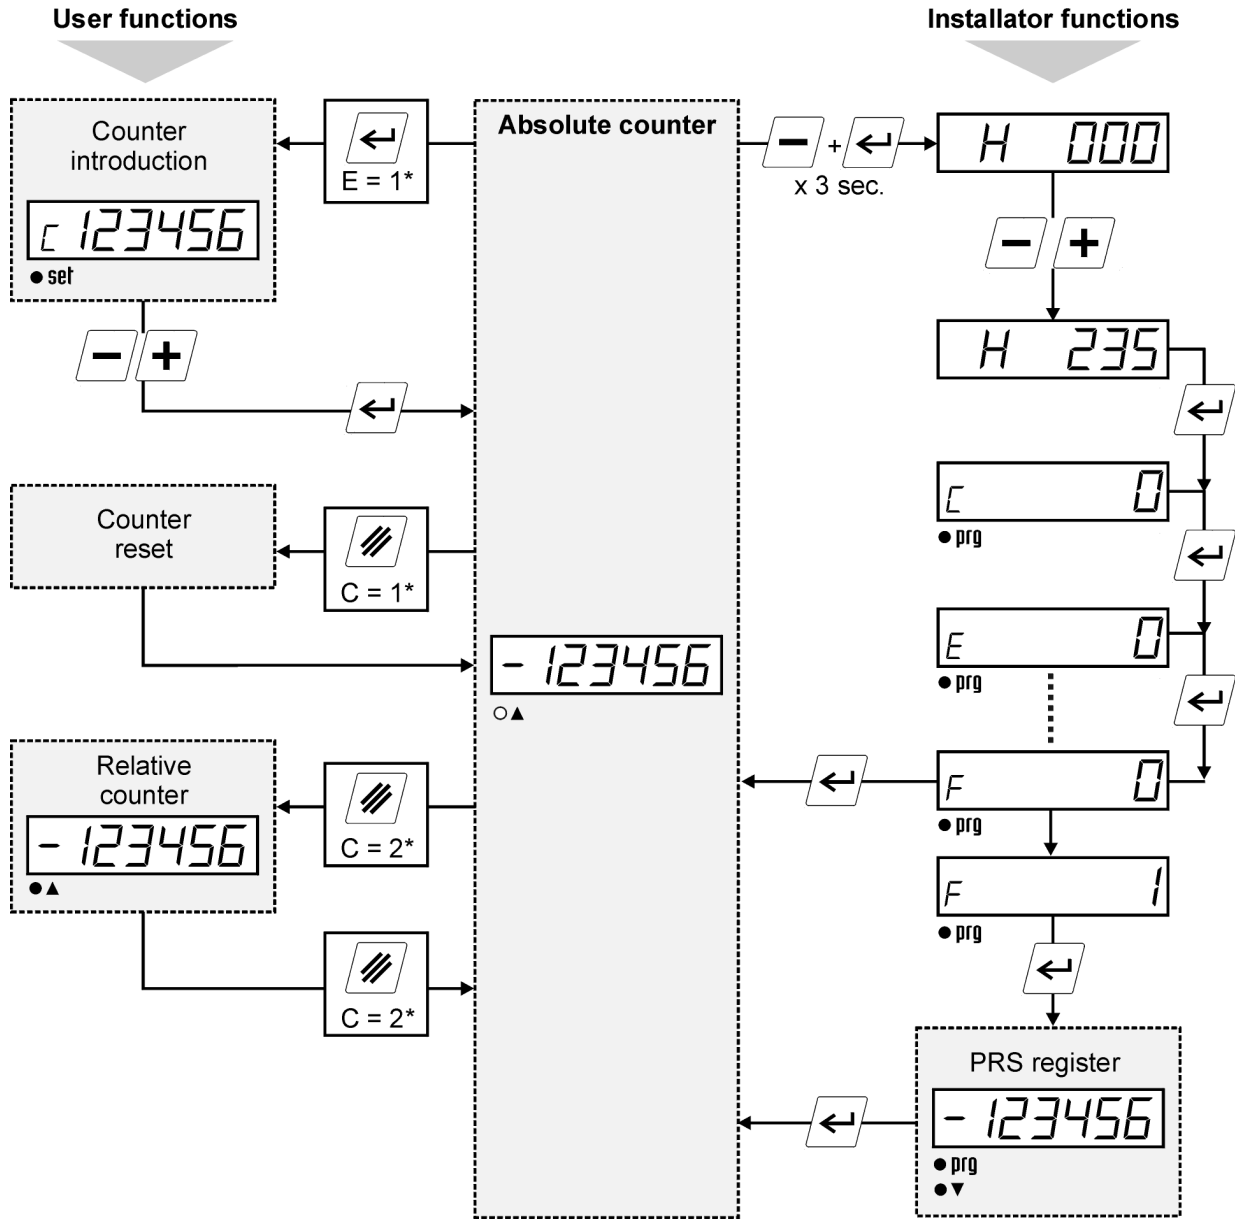 User functions
Installator functions
Counter
introduction
C 123456
● set
E = 1*
Absolute counter
+
x 3 sec.
H 000
− +
H 235
− +
Counter
reset
C = 1*
C 0
● prg
E 0
● prg
- 123456
○▲
Relative
counter
- 123456
●▲
C = 2*
C = 2*
F 0
● prg
F 1
● prg
PRS register
- 123456
● prg
●▼